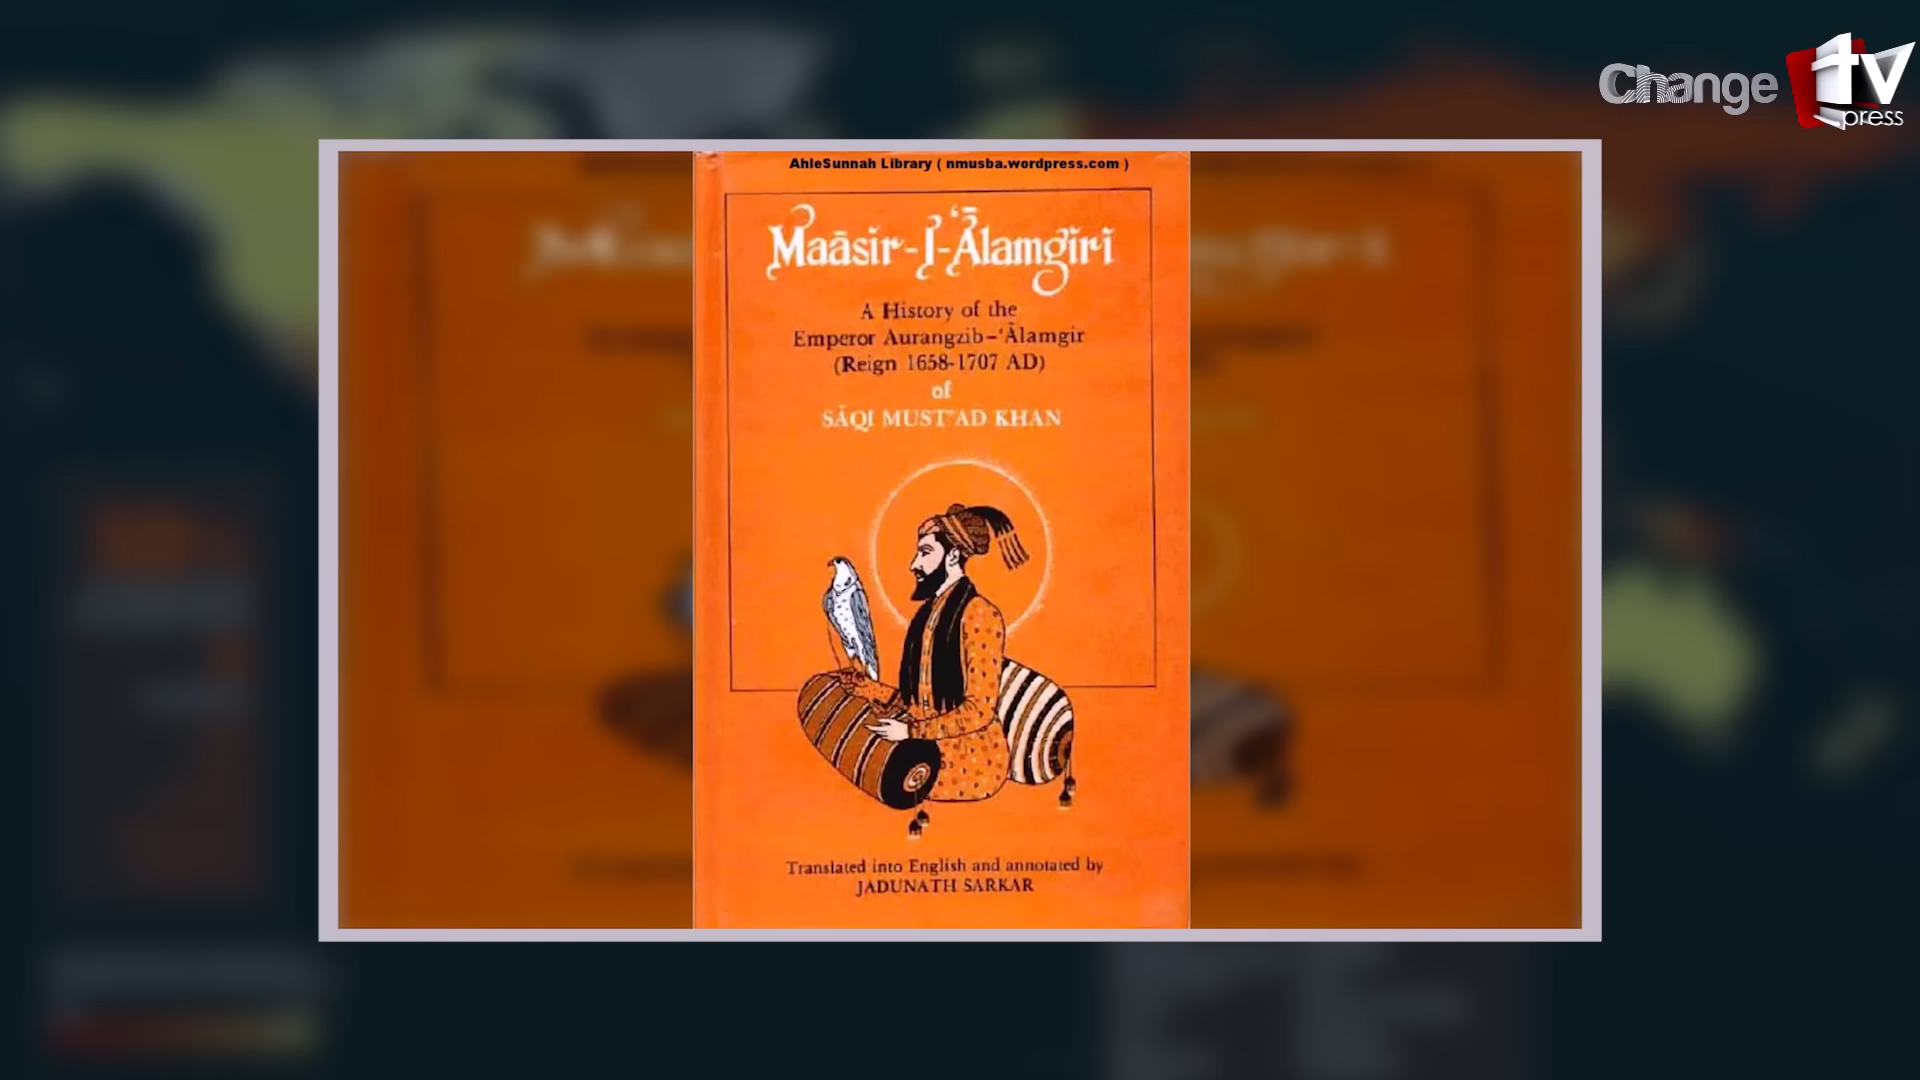 Change tv
press
AhleSunnah Library ( nmusba.wordpress.com )
Maāsir-I-‘Ālamgiri
A History of the
Emperor Aurangzib-‘Ālamgir
(Reign 1658-1707 AD)
of
SĀQI MUST'AD KHAN
Translated into English and annotated by
JADUNATH SARKAR